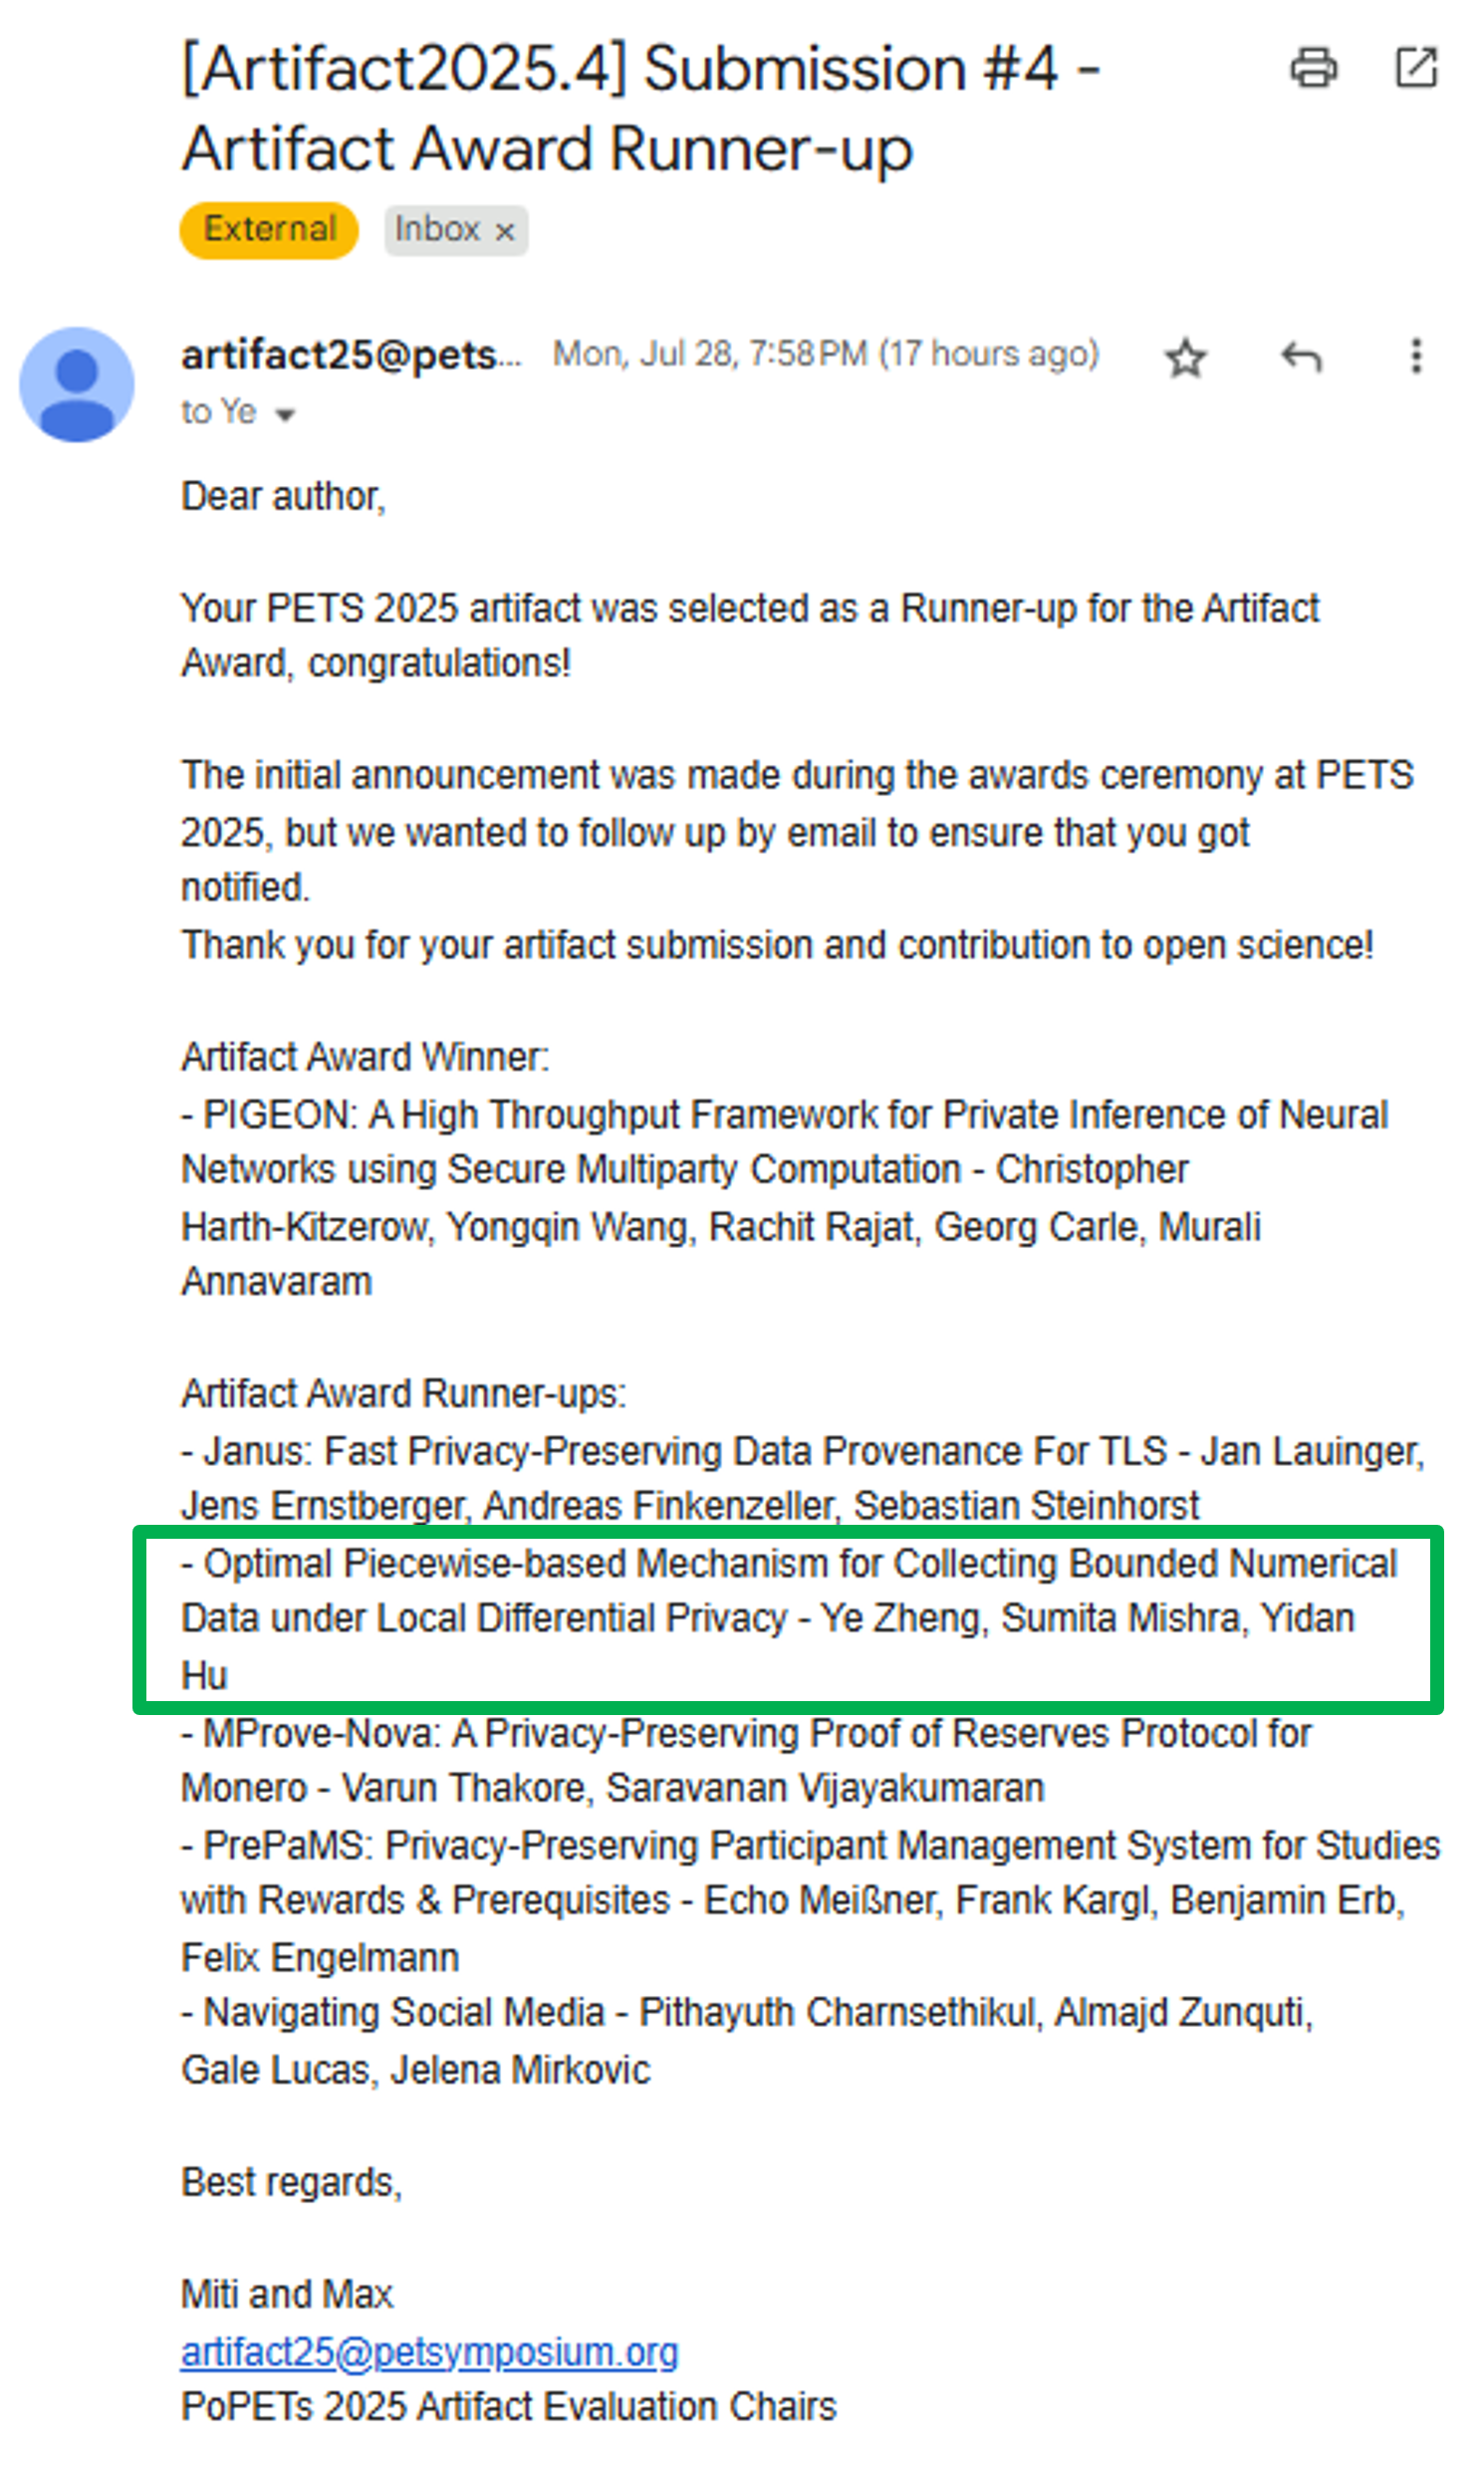 [Artifact2025.4] Submission #4 -
Artifact Award Runner-up
External Inbox ×
artifact25@pets... Mon, Jul 28, 7:58 PM (17 hours ago)
to Ye
Dear author,
Your PETS 2025 artifact was selected as a Runner-up for the Artifact
Award, congratulations!
The initial announcement was made during the awards ceremony at PETS
2025, but we wanted to follow up by email to ensure that you got
notified.
Thank you for your artifact submission and contribution to open science!
Artifact Award Winner:
- PIGEON: A High Throughput Framework for Private Inference of Neural
Networks using Secure Multiparty Computation - Christopher
Harth-Kitzerow, Yongqin Wang, Rachit Rajat, Georg Carle, Murali
Annavaram
Artifact Award Runner-ups:
- Janus: Fast Privacy-Preserving Data Provenance For TLS - Jan Lauinger,
Jens Ernstberger, Andreas Finkenzeller, Sebastian Steinhorst
- Optimal Piecewise-based Mechanism for Collecting Bounded Numerical
Data under Local Differential Privacy - Ye Zheng, Sumita Mishra, Yidan
Hu
- MProve-Nova: A Privacy-Preserving Proof of Reserves Protocol for
Monero - Varun Thakore, Saravanan Vijayakumaran
- PrePaMS: Privacy-Preserving Participant Management System for Studies
with Rewards & Prerequisites - Echo Meißner, Frank Kargl, Benjamin Erb,
Felix Engelmann
- Navigating Social Media - Pithayuth Charnsethikul, Almajd Zunquti,
Gale Lucas, Jelena Mirkovic
Best regards,
Miti and Max
artifact25@petsymposium.org
PoPETs 2025 Artifact Evaluation Chairs